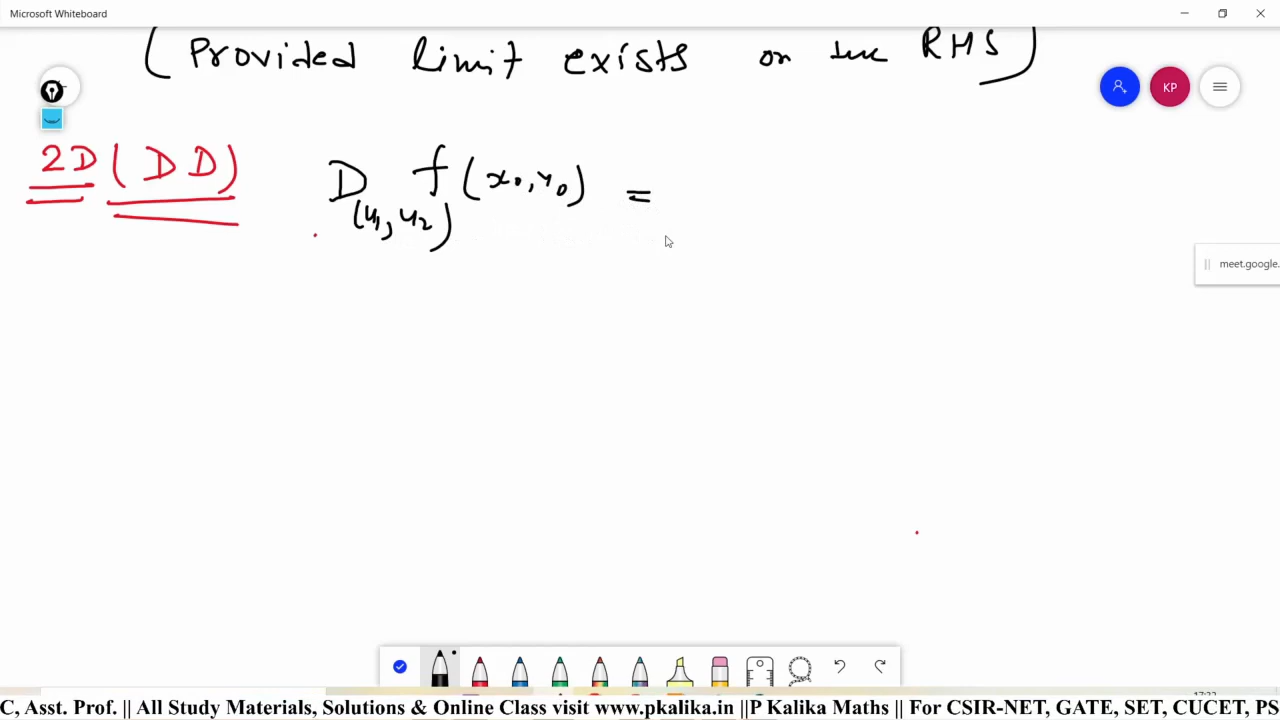 Microsoft Whiteboard
(Provided limit exists on the RHS)
KP
2D (DD) D(u1,u2) f(x0,y0) =
meet.google.
C, Asst. Prof. || All Study Materials, Solutions & Online Class visit www.pkalika.in ||P Kalika Maths || For CSIR-NET, GATE, SET, CUCET, PS